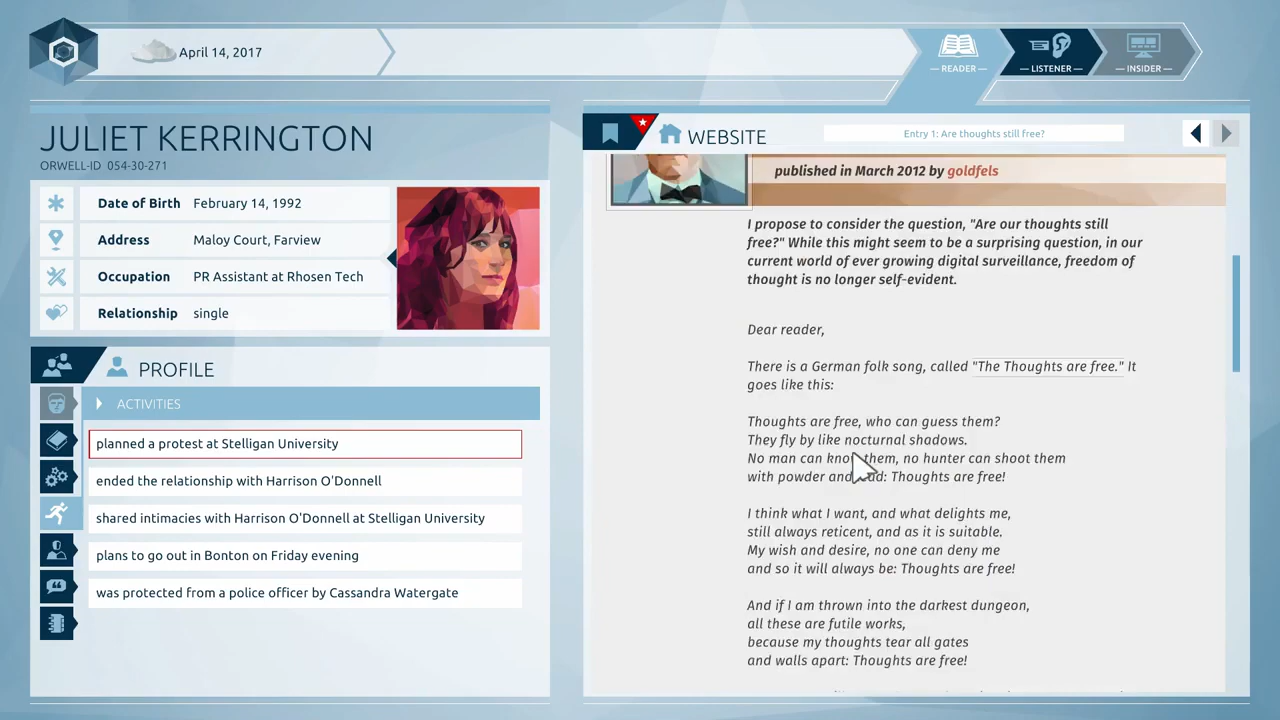 April 14, 2017
— READER —
— LISTENER —
— INSIDER —
JULIET KERRINGTON
ORWELL-ID 054-30-271
Date of Birth February 14, 1992
Address Maloy Court, Farview
Occupation PR Assistant at Rhosen Tech
Relationship single
PROFILE
ACTIVITIES
planned a protest at Stelligan University
ended the relationship with Harrison O'Donnell
shared intimacies with Harrison O'Donnell at Stelligan University
plans to go out in Bonton on Friday evening
was protected from a police officer by Cassandra Watergate
WEBSITE
Entry 1: Are thoughts still free?
published in March 2012 by goldfels
I propose to consider the question, "Are our thoughts still
free?" While this might seem to be a surprising question, in our
current world of ever growing digital surveillance, freedom of
thought is no longer self-evident.
Dear reader,
There is a German folk song, called "The Thoughts are free." It
goes like this:
Thoughts are free, who can guess them?
They fly by like nocturnal shadows.
No man can know them, no hunter can shoot them
with powder and lead: Thoughts are free!
I think what I want, and what delights me,
still always reticent, and as it is suitable.
My wish and desire, no one can deny me
and so it will always be: Thoughts are free!
And if I am thrown into the darkest dungeon,
all these are futile works,
because my thoughts tear all gates
and walls apart: Thoughts are free!